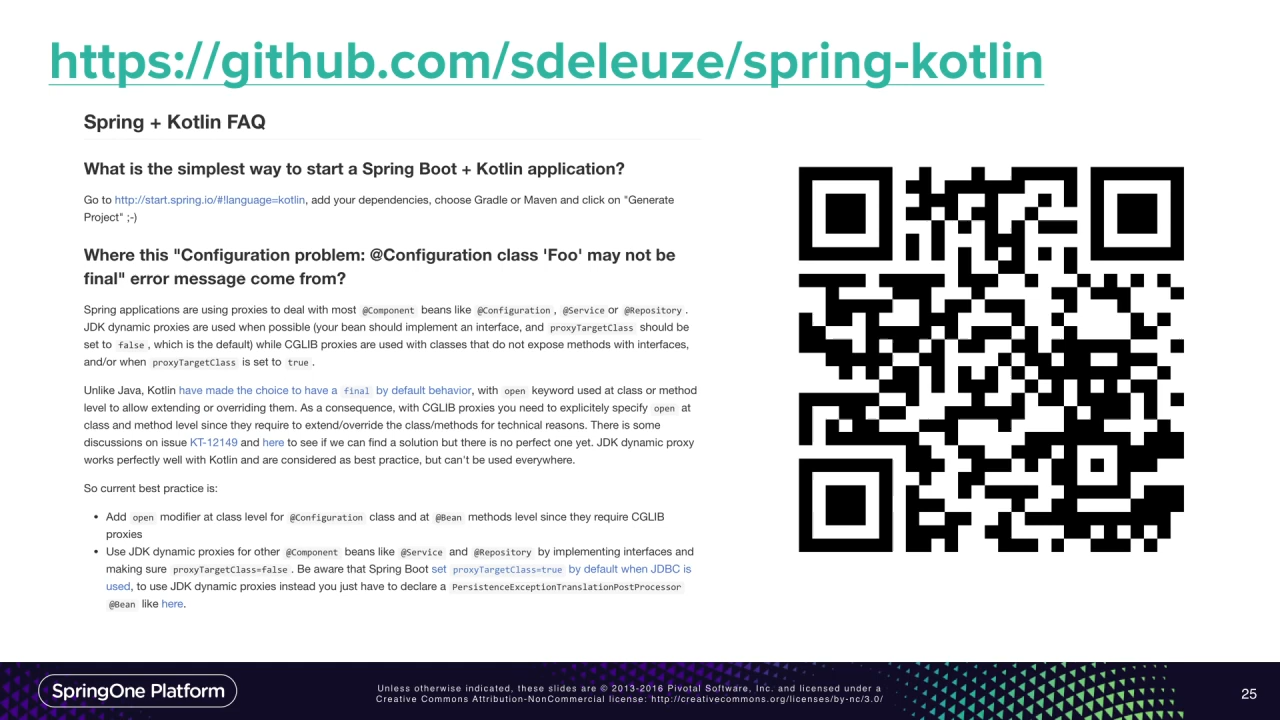 https://github.com/sdeleuze/spring-kotlin
Spring + Kotlin FAQ
What is the simplest way to start a Spring Boot + Kotlin application?
Go to http://start.spring.io/#!language=kotlin, add your dependencies, choose Gradle or Maven and click on "Generate
Project" ;-)
Where this "Configuration problem: @Configuration class 'Foo' may not be
final" error message come from?
Spring applications are using proxies to deal with most @Component beans like @Configuration, @Service or @Repository.
JDK dynamic proxies are used when possible (your bean should implement an interface, and proxyTargetClass should be
set to false, which is the default) while CGLIB proxies are used with classes that do not expose methods with interfaces,
and/or when proxyTargetClass is set to true.
Unlike Java, Kotlin have made the choice to have a final by default behavior, with open keyword used at class or method
level to allow extending or overriding them. As a consequence, with CGLIB proxies you need to explicitely specify open at
class and method level since they require to extend/override the class/methods for technical reasons. There is some
discussions on issue KT-12149 and here to see if we can find a solution but there is no perfect one yet. JDK dynamic proxy
works perfectly well with Kotlin and are considered as best practice, but can't be used everywhere.
So current best practice is:
• Add open modifier at class level for @Configuration class and at @Bean methods level since they require CGLIB
proxies
• Use JDK dynamic proxies for other @Component beans like @Service and @Repository by implementing interfaces and
making sure proxyTargetClass=false. Be aware that Spring Boot set proxyTargetClass=true by default when JDBC is
used, to use JDK dynamic proxies instead you just have to declare a PersistenceExceptionTranslationPostProcessor
@Bean like here.
SpringOne Platform
Unless otherwise indicated, these slides are © 2013-2016 Pivotal Software, Inc. and licensed under a
Creative Commons Attribution-NonCommercial license: http://creativecommons.org/licenses/by-nc/3.0/
25